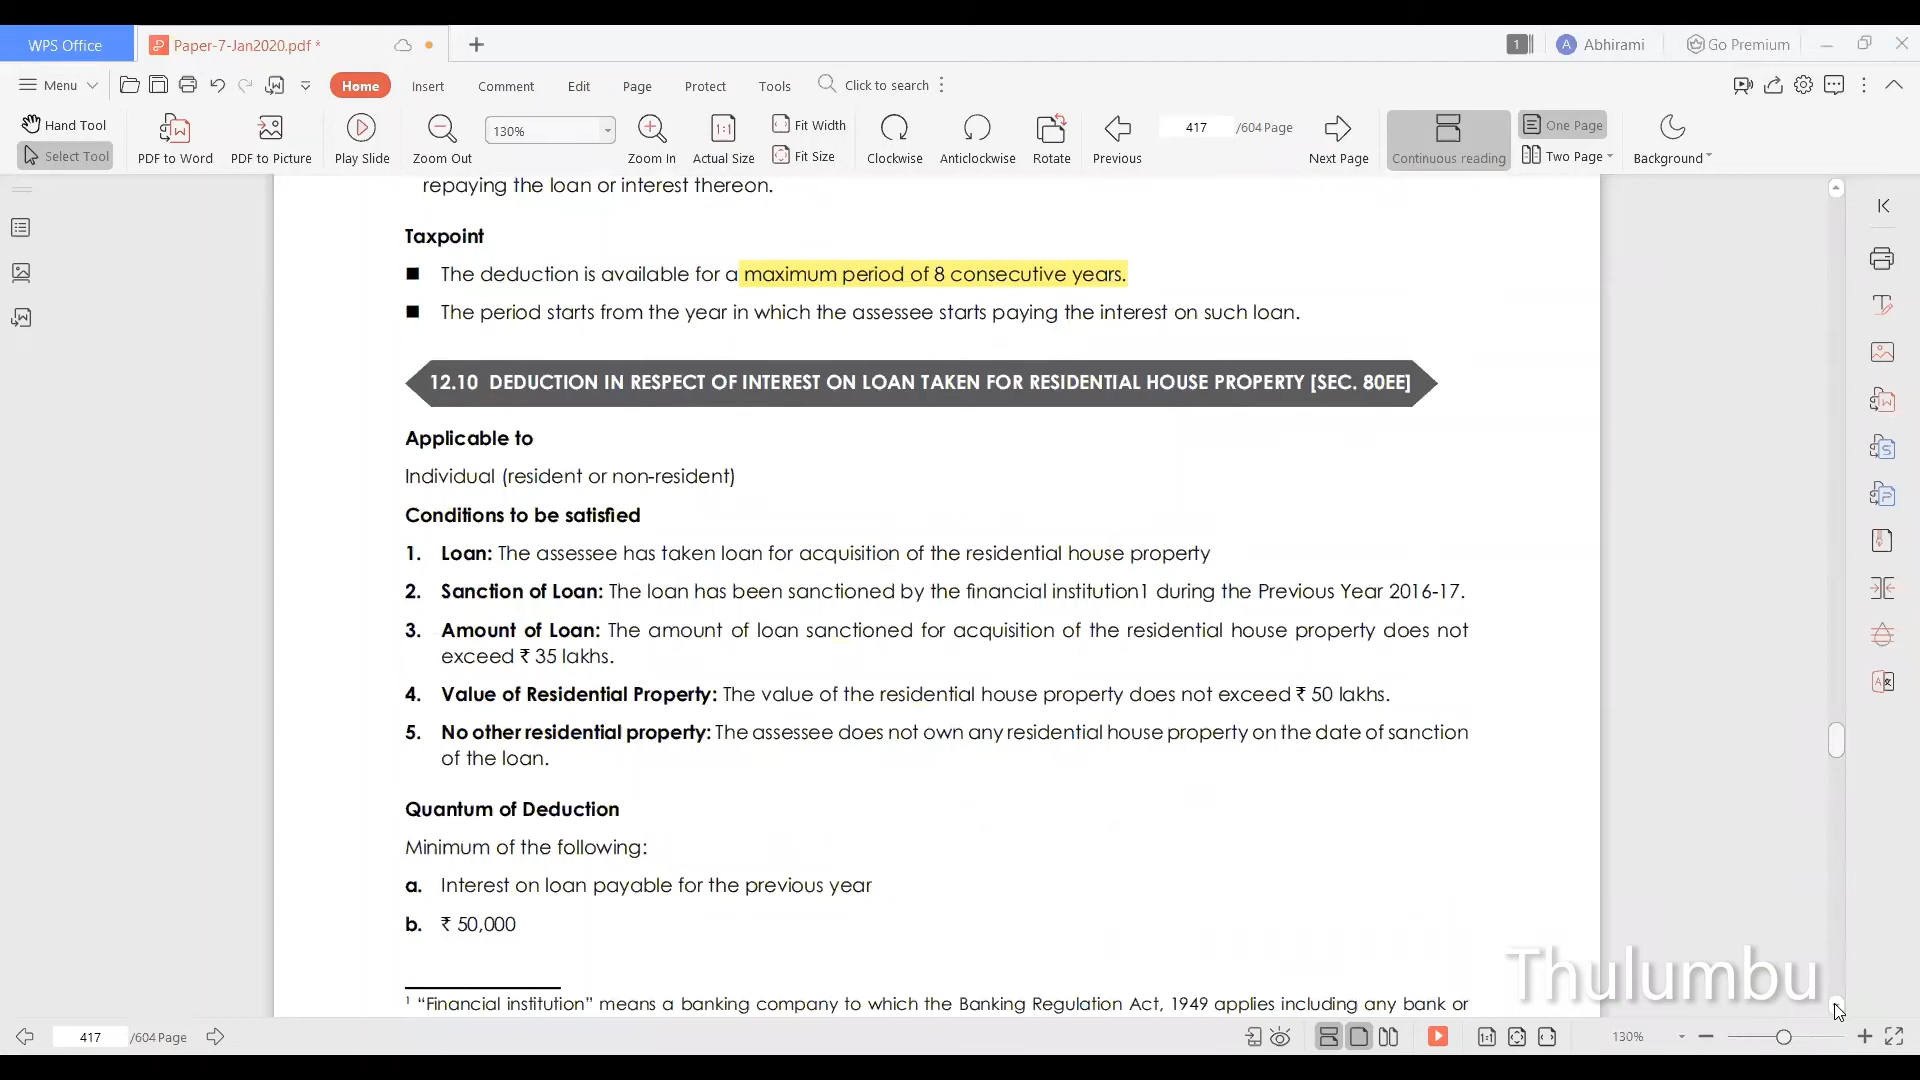 WPS Office
Paper-7-Jan2020.pdf *
1
A Abhirami
Go Premium
Menu
Home
Insert
Comment
Edit
Page
Protect
Tools
Click to search
Hand Tool
Select Tool
PDF to Word
PDF to Picture
Play Slide
Zoom Out
130%
Zoom In
Actual Size
Fit Width
Fit Size
Clockwise
Anticlockwise
Rotate
Previous
417 /604 Page
Next Page
Continuous reading
One Page
Two Page
Background
repaying the loan or interest thereon.
Taxpoint
■ The deduction is available for a maximum period of 8 consecutive years.
■ The period starts from the year in which the assessee starts paying the interest on such loan.
12.10 DEDUCTION IN RESPECT OF INTEREST ON LOAN TAKEN FOR RESIDENTIAL HOUSE PROPERTY [SEC. 80EE]
Applicable to
Individual (resident or non-resident)
Conditions to be satisfied
1. Loan: The assessee has taken loan for acquisition of the residential house property
2. Sanction of Loan: The loan has been sanctioned by the financial institution1 during the Previous Year 2016-17.
3. Amount of Loan: The amount of loan sanctioned for acquisition of the residential house property does not
exceed ₹ 35 lakhs.
4. Value of Residential Property: The value of the residential house property does not exceed ₹ 50 lakhs.
5. No other residential property: The assessee does not own any residential house property on the date of sanction
of the loan.
Quantum of Deduction
Minimum of the following:
a. Interest on loan payable for the previous year
b. ₹ 50,000
1 “Financial institution” means a banking company to which the Banking Regulation Act, 1949 applies including any bank or
Thulumbu
417 /604 Page
130%